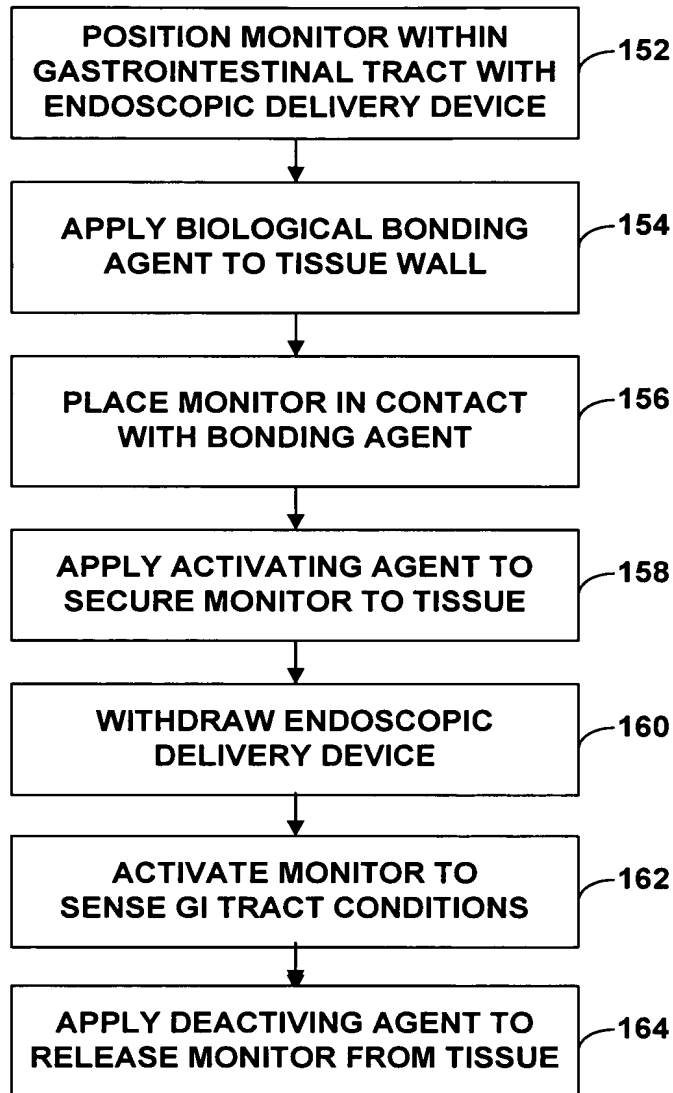 POSITION MONITOR WITHIN
GASTROINTESTINAL TRACT WITH
ENDOSCOPIC DELIVERY DEVICE
152
APPLY BIOLOGICAL BONDING
AGENT TO TISSUE WALL
154
PLACE MONITOR IN CONTACT
WITH BONDING AGENT
156
APPLY ACTIVATING AGENT TO
SECURE MONITOR TO TISSUE
158
WITHDRAW ENDOSCOPIC
DELIVERY DEVICE
160
ACTIVATE MONITOR TO
SENSE GI TRACT CONDITIONS
162
APPLY DEACTIVING AGENT TO
RELEASE MONITOR FROM TISSUE
164